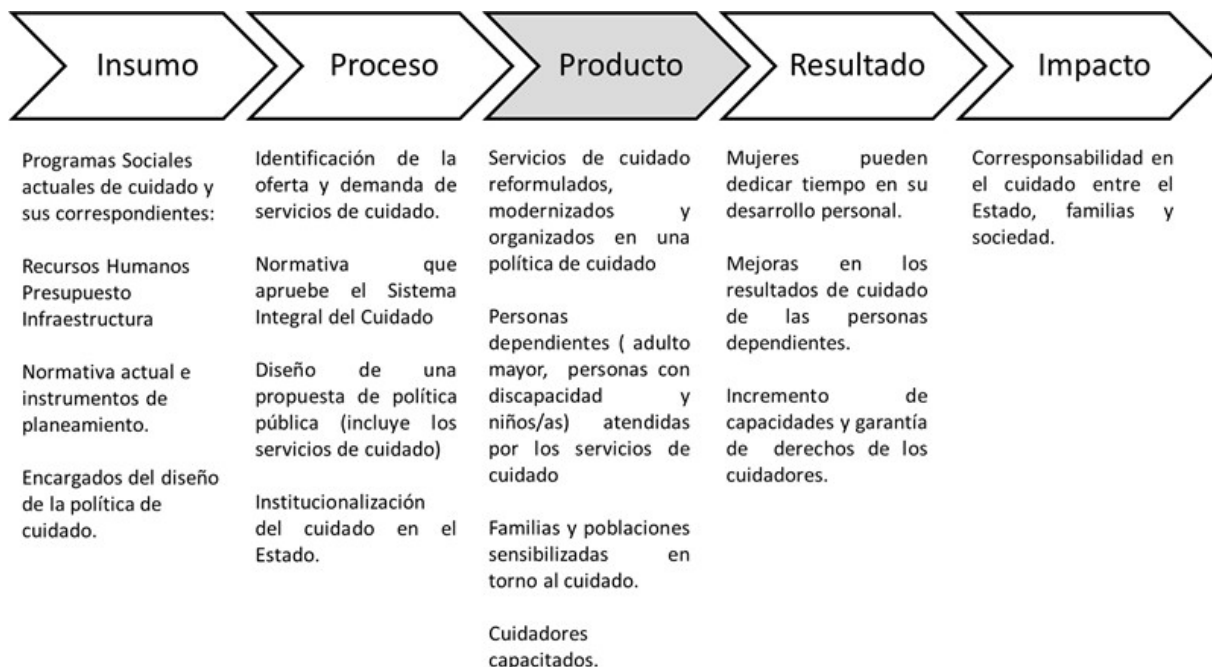 Insumo
Proceso
Producto
Resultado
Impacto
Programas Sociales
actuales de cuidado y
sus correspondientes:
Recursos Humanos
Presupuesto
Infraestructura
Normativa actual e
instrumentos de
planeamiento.
Encargados del diseño
de la política de
cuidado.
Identificación de la
oferta y demanda de
servicios de cuidado.
Normativa que
apruebe el Sistema
Integral del Cuidado
Diseño de una
propuesta de política
pública (incluye los
servicios de cuidado)
Institucionalización
del cuidado en el
Estado.
Servicios de cuidado
reformulados,
modernizados y
organizados en una
política de cuidado
Personas
dependientes ( adulto
mayor, personas con
discapacidad y
niños/as) atendidas
por los servicios de
cuidado
Familias y poblaciones
sensibilizadas en
torno al cuidado.
Cuidadores
capacitados.
Mujeres pueden
dedicar tiempo en su
desarrollo personal.
Mejoras en los
resultados de cuidado
de las personas
dependientes.
Incremento de
capacidades y garantía
de derechos de los
cuidadores.
Corresponsabilidad en
el cuidado entre el
Estado, familias y
sociedad.